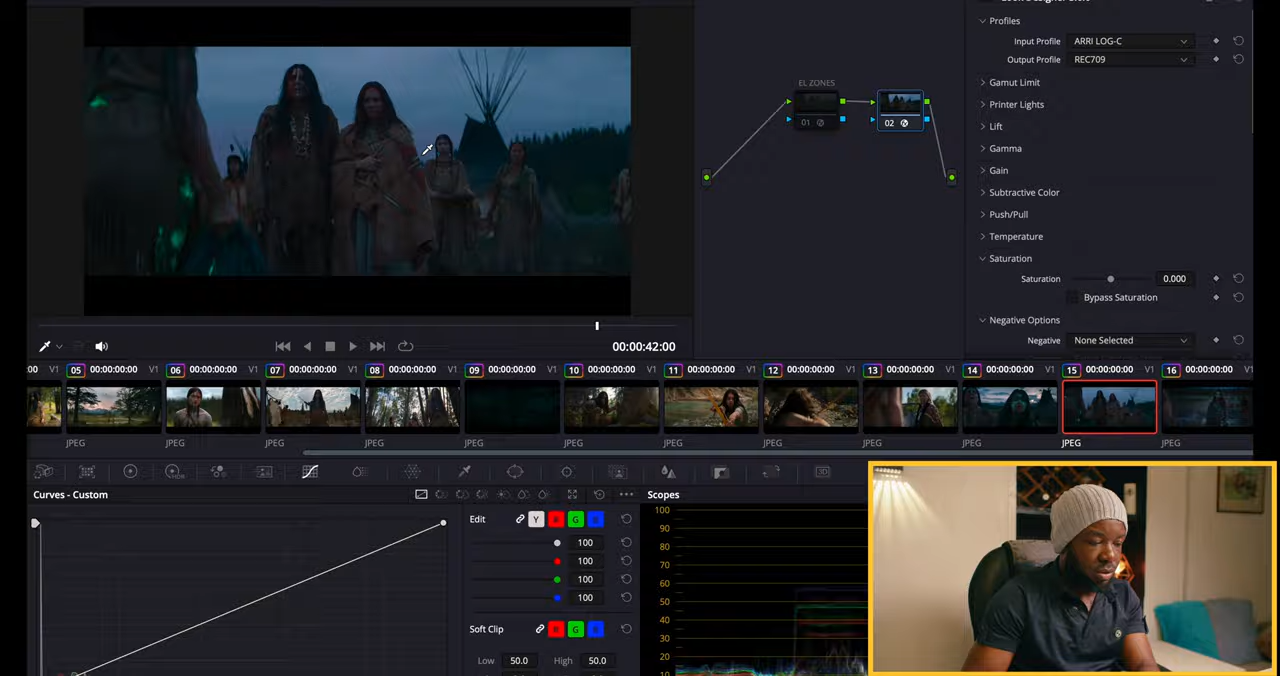 Profiles
Input Profile ARRI LOG-C
Output Profile REC709
Gamut Limit
Printer Lights
Lift
Gamma
Gain
Subtractive Color
Push/Pull
Temperature
Saturation
Saturation 0.000
Bypass Saturation
Negative Options
Negative None Selected
EL ZONES
01
02
00:00:42:00
00 V1 05 00:00:00:00 V1 06 00:00:00:00 V1 07 00:00:00:00 V1 08 00:00:00:00 V1 09 00:00:00:00 V1 10 00:00:00:00 V1 11 00:00:00:00 V1 12 00:00:00:00 V1 13 00:00:00:00 V1 14 00:00:00:00 V1 15 00:00:00:00 V1 16 00:00:00:00 V1
JPEG JPEG JPEG JPEG JPEG JPEG JPEG JPEG JPEG JPEG JPEG JPEG
HDR
3D
Curves - Custom
Edit Y R G B
100
100
100
100
Soft Clip R G B
Low 50.0 High 50.0
Scopes
100
90
80
70
60
50
40
30
20
10